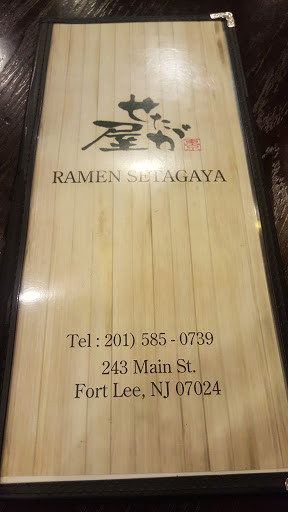 せたが屋
RAMEN SETAGAYA
Tel : 201) 585 - 0739
243 Main St.
Fort Lee, NJ 07024